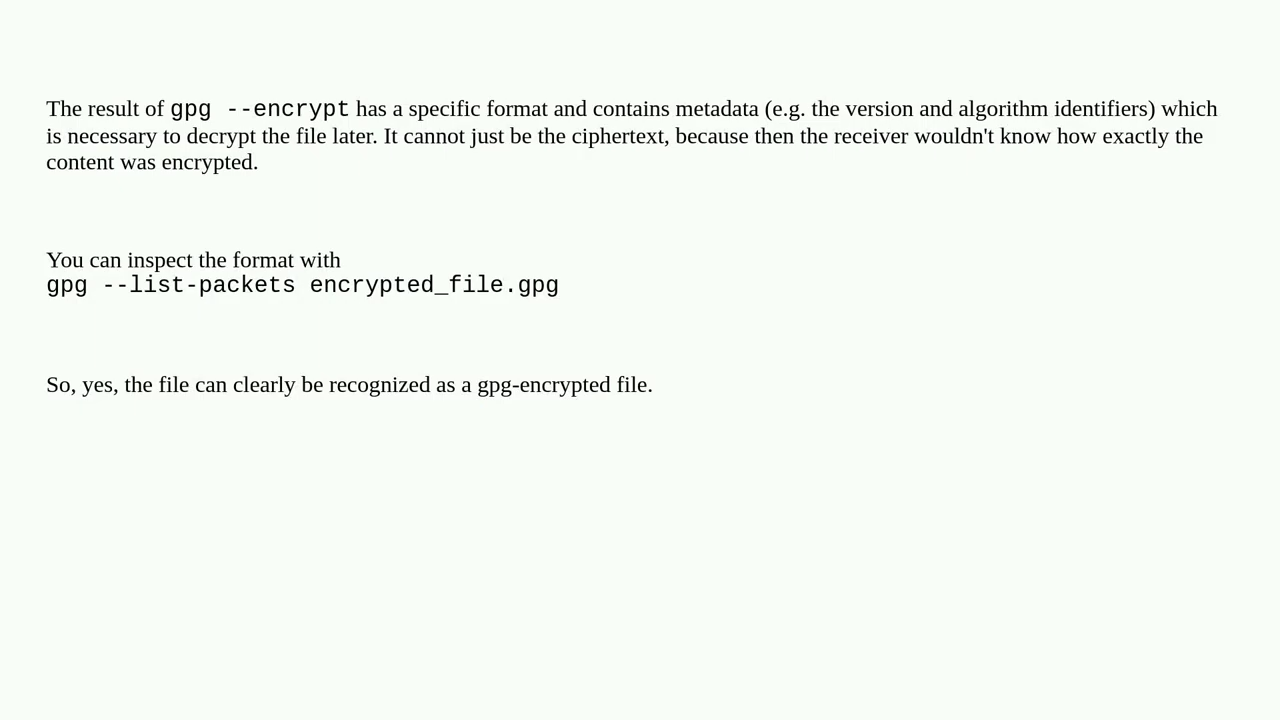 The result of gpg --encrypt has a specific format and contains metadata (e.g. the version and algorithm identifiers) which
is necessary to decrypt the file later. It cannot just be the ciphertext, because then the receiver wouldn't know how exactly the
content was encrypted.
You can inspect the format with
gpg --list-packets encrypted_file.gpg
So, yes, the file can clearly be recognized as a gpg-encrypted file.